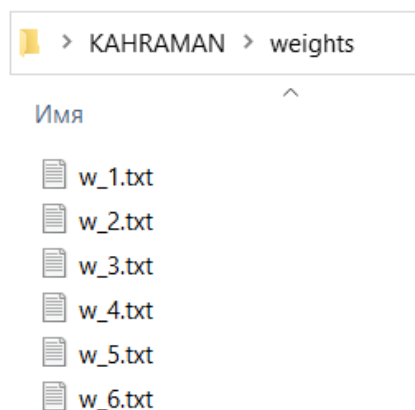 KAHRAMAN > weights
Имя
w_1.txt
w_2.txt
w_3.txt
w_4.txt
w_5.txt
w_6.txt